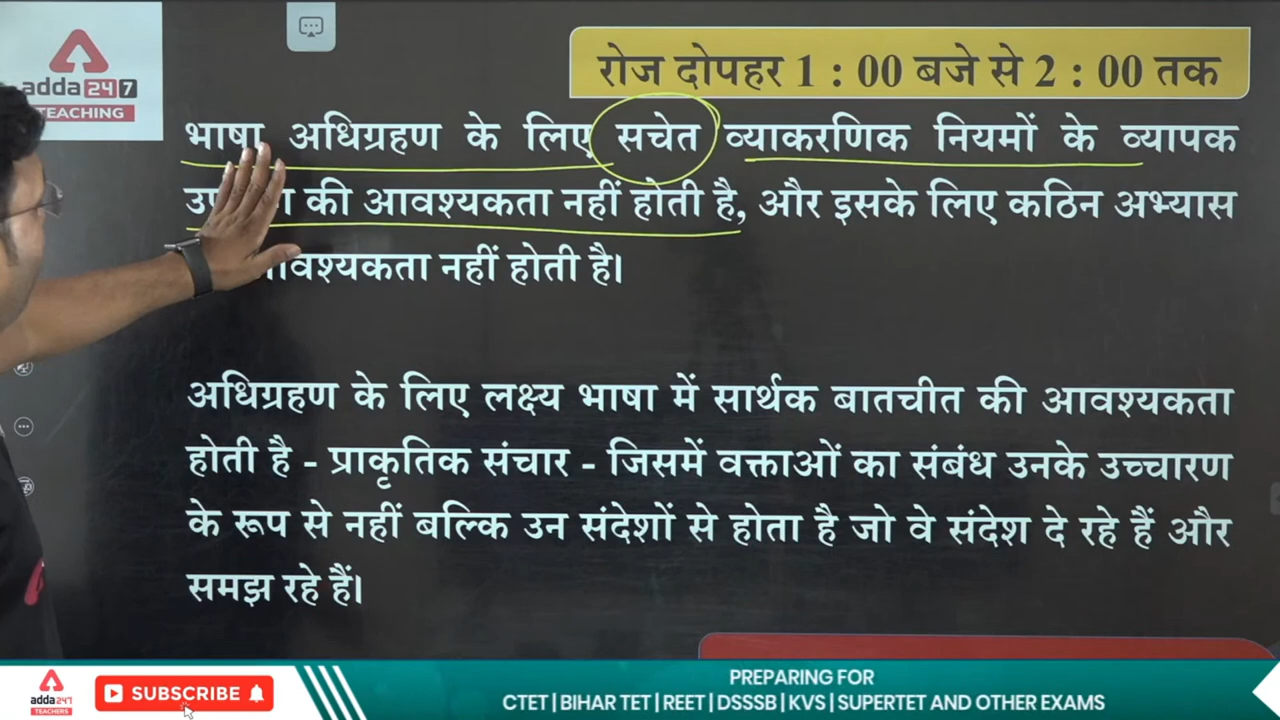 adda 24 7
TEACHING
रोज दोपहर 1 : 00 बजे से 2 : 00 तक
भाषा अधिग्रहण के लिए सचेत व्याकरणिक नियमों के व्यापक
की आवश्यकता नहीं होती है, और इसके लिए कठिन अभ्यास
नहीं होती है।
अधिग्रहण के लिए लक्ष्य भाषा में सार्थक बातचीत की आवश्यकता
होती है - प्राकृतिक संचार - जिसमें वक्ताओं का संबंध उनके उच्चारण
के रूप से नहीं बल्कि उन संदेशों से होता है जो वे संदेश दे रहे हैं और
समझ रहे हैं।
adda 247
TEACHERS
SUBSCRIBE
PREPARING FOR
CTET | BIHAR TET | REET | DSSSB | KVS | SUPERTET AND OTHER EXAMS